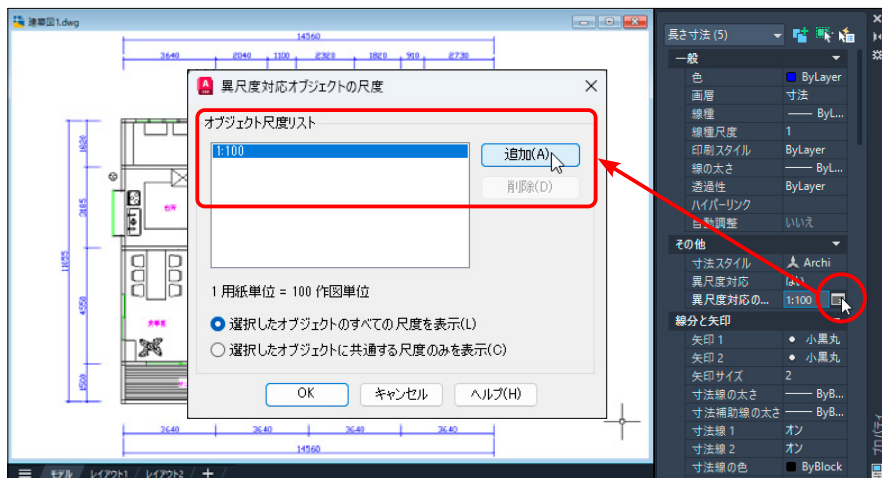 建築図1.dwg
14560
3640 2040 1100 2320 1820 910 2730
1820
3185
11055
4550
1500
台所
3640 3640 3640 3640
14560
モデル / レイアウト1 / レイアウト2 / +
異尺度対応オブジェクトの尺度
オブジェクト尺度リスト
1:100
追加(A)...
削除(D)
1 用紙単位 = 100 作図単位
選択したオブジェクトのすべての尺度を表示(L)
選択したオブジェクトに共通する尺度のみを表示(C)
OK キャンセル ヘルプ(H)
長さ寸法 (5)
一般
色 ByLayer
画層 寸法
線種 ByL...
線種尺度 1
印刷スタイル ByLayer
線の太さ ByL...
透過性 ByLayer
ハイパーリンク
自動調整 いいえ
その他
寸法スタイル Archi
異尺度対応 はい
異尺度対応の... 1:100
線分と矢印
矢印 1 小黒丸
矢印 2 小黒丸
矢印サイズ 2
寸法線の太さ ByB...
寸法補助線の太さ ByB...
寸法線 1 オン
寸法線 2 オン
寸法線の色 ByBlock
プロパティ